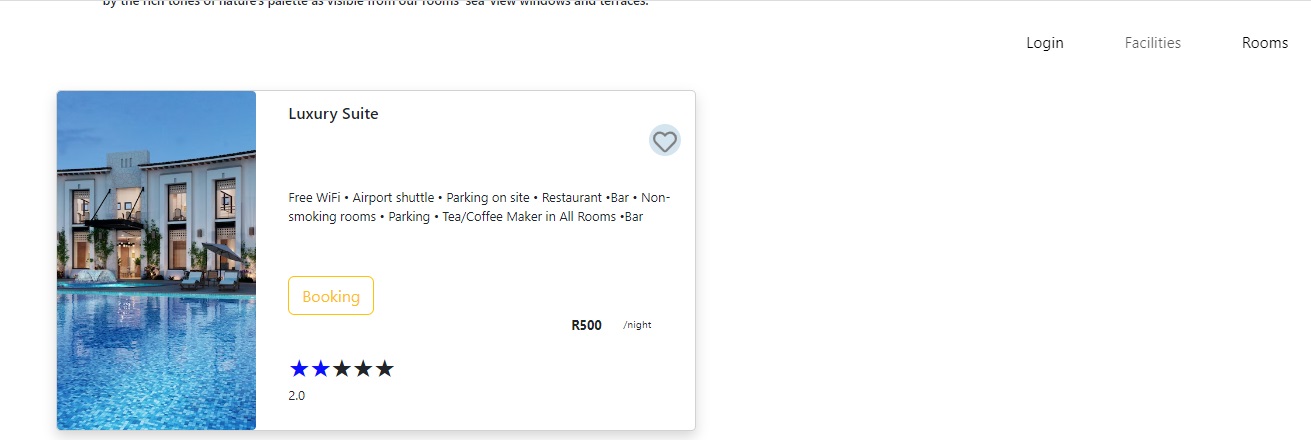 by the rich tones of nature's palette as visible from our rooms' sea-view windows and terraces.
Login Facilities Rooms
Luxury Suite
Free WiFi • Airport shuttle • Parking on site • Restaurant •Bar • Non-
smoking rooms • Parking • Tea/Coffee Maker in All Rooms •Bar
Booking
R500 /night
2.0